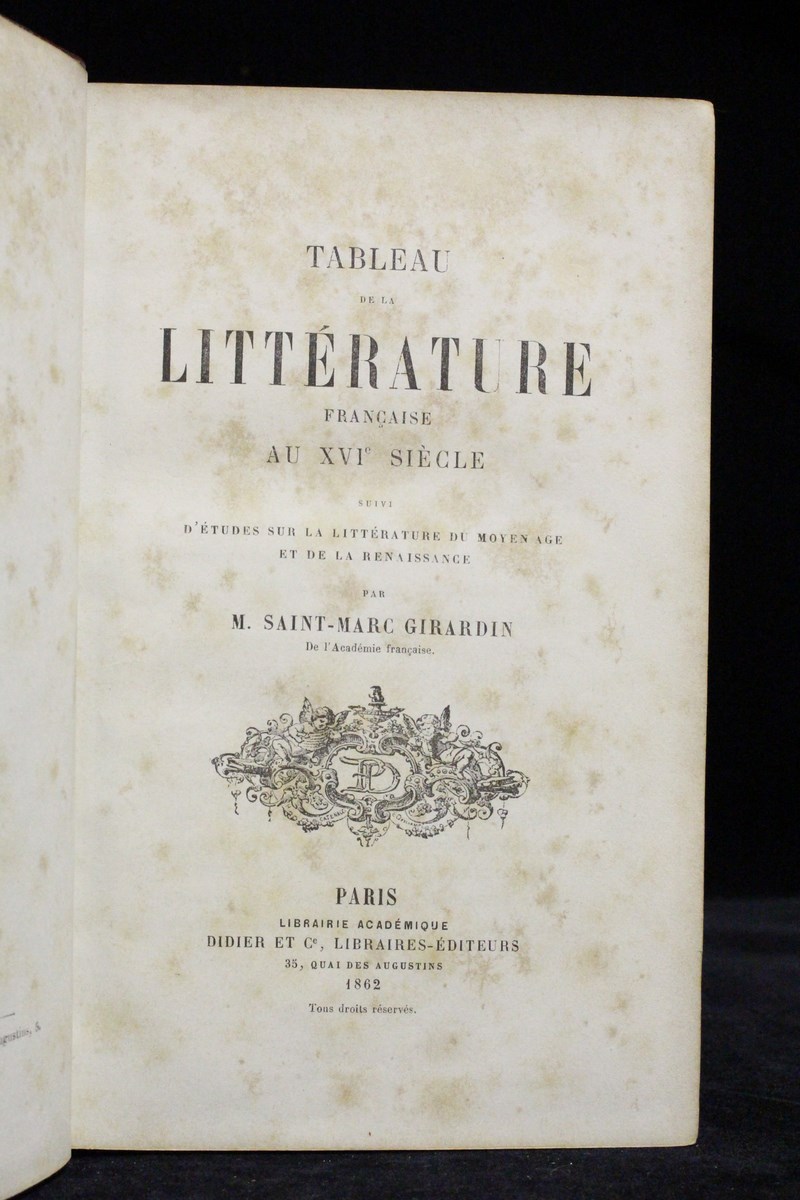 TABLEAU
DE LA
LITTÉRATURE
FRANÇAISE
AU XVIe SIÈCLE
SUIVI
D'ÉTUDES SUR LA LITTÉRATURE DU MOYEN AGE
ET DE LA RENAISSANCE
PAR
M. SAINT-MARC GIRARDIN
De l'Académie française.
PARIS
LIBRAIRIE ACADÉMIQUE
DIDIER ET Ce, LIBRAIRES-ÉDITEURS
35, QUAI DES AUGUSTINS
1862
Tous droits réservés.